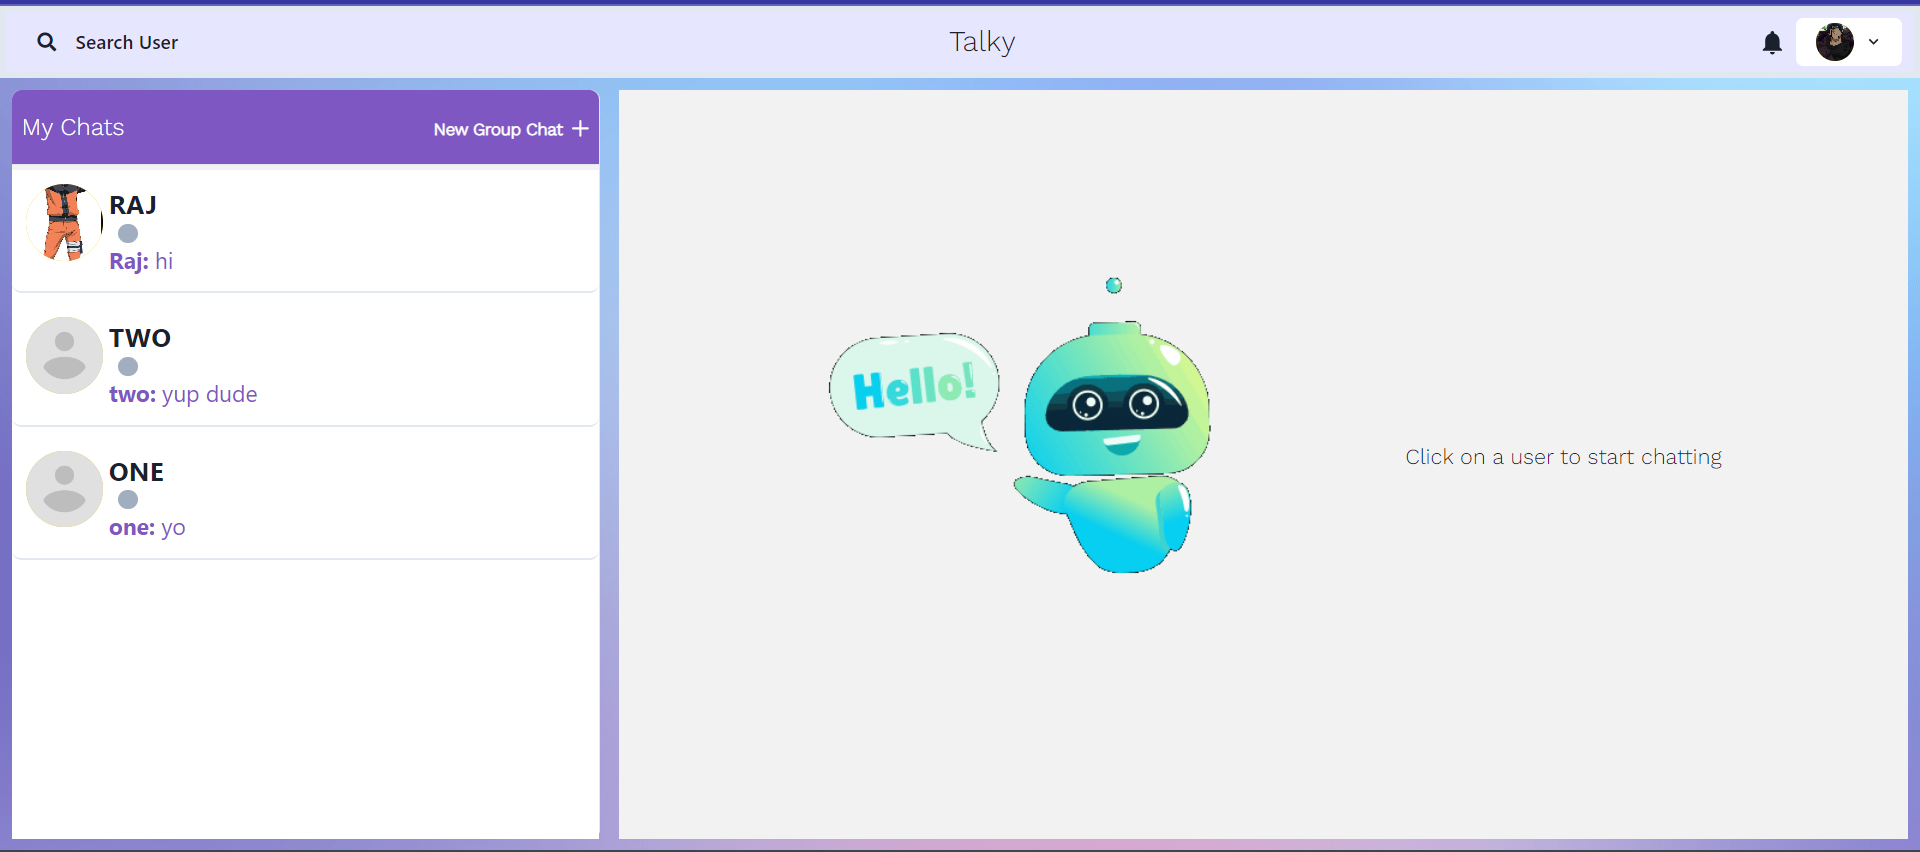 Search User
Talky
My Chats
New Group Chat
RAJ
Raj: hi
TWO
two: yup dude
ONE
one: yo
Hello!
Click on a user to start chatting